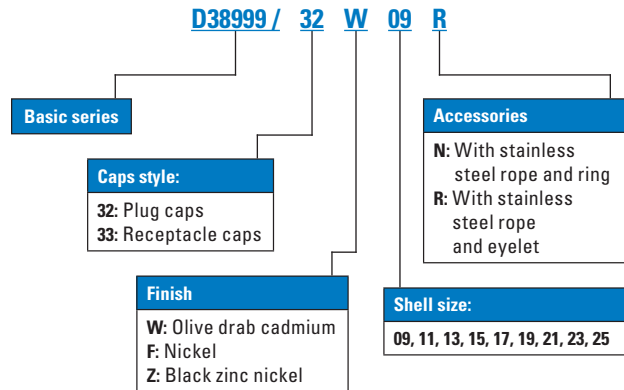 D38999 / 32 W 09 R
Basic series
Caps style:
32: Plug caps
33: Receptacle caps
Finish
W: Olive drab cadmium
F: Nickel
Z: Black zinc nickel
Accessories
N: With stainless
steel rope and ring
R: With stainless
steel rope
and eyelet
Shell size:
09, 11, 13, 15, 17, 19, 21, 23, 25